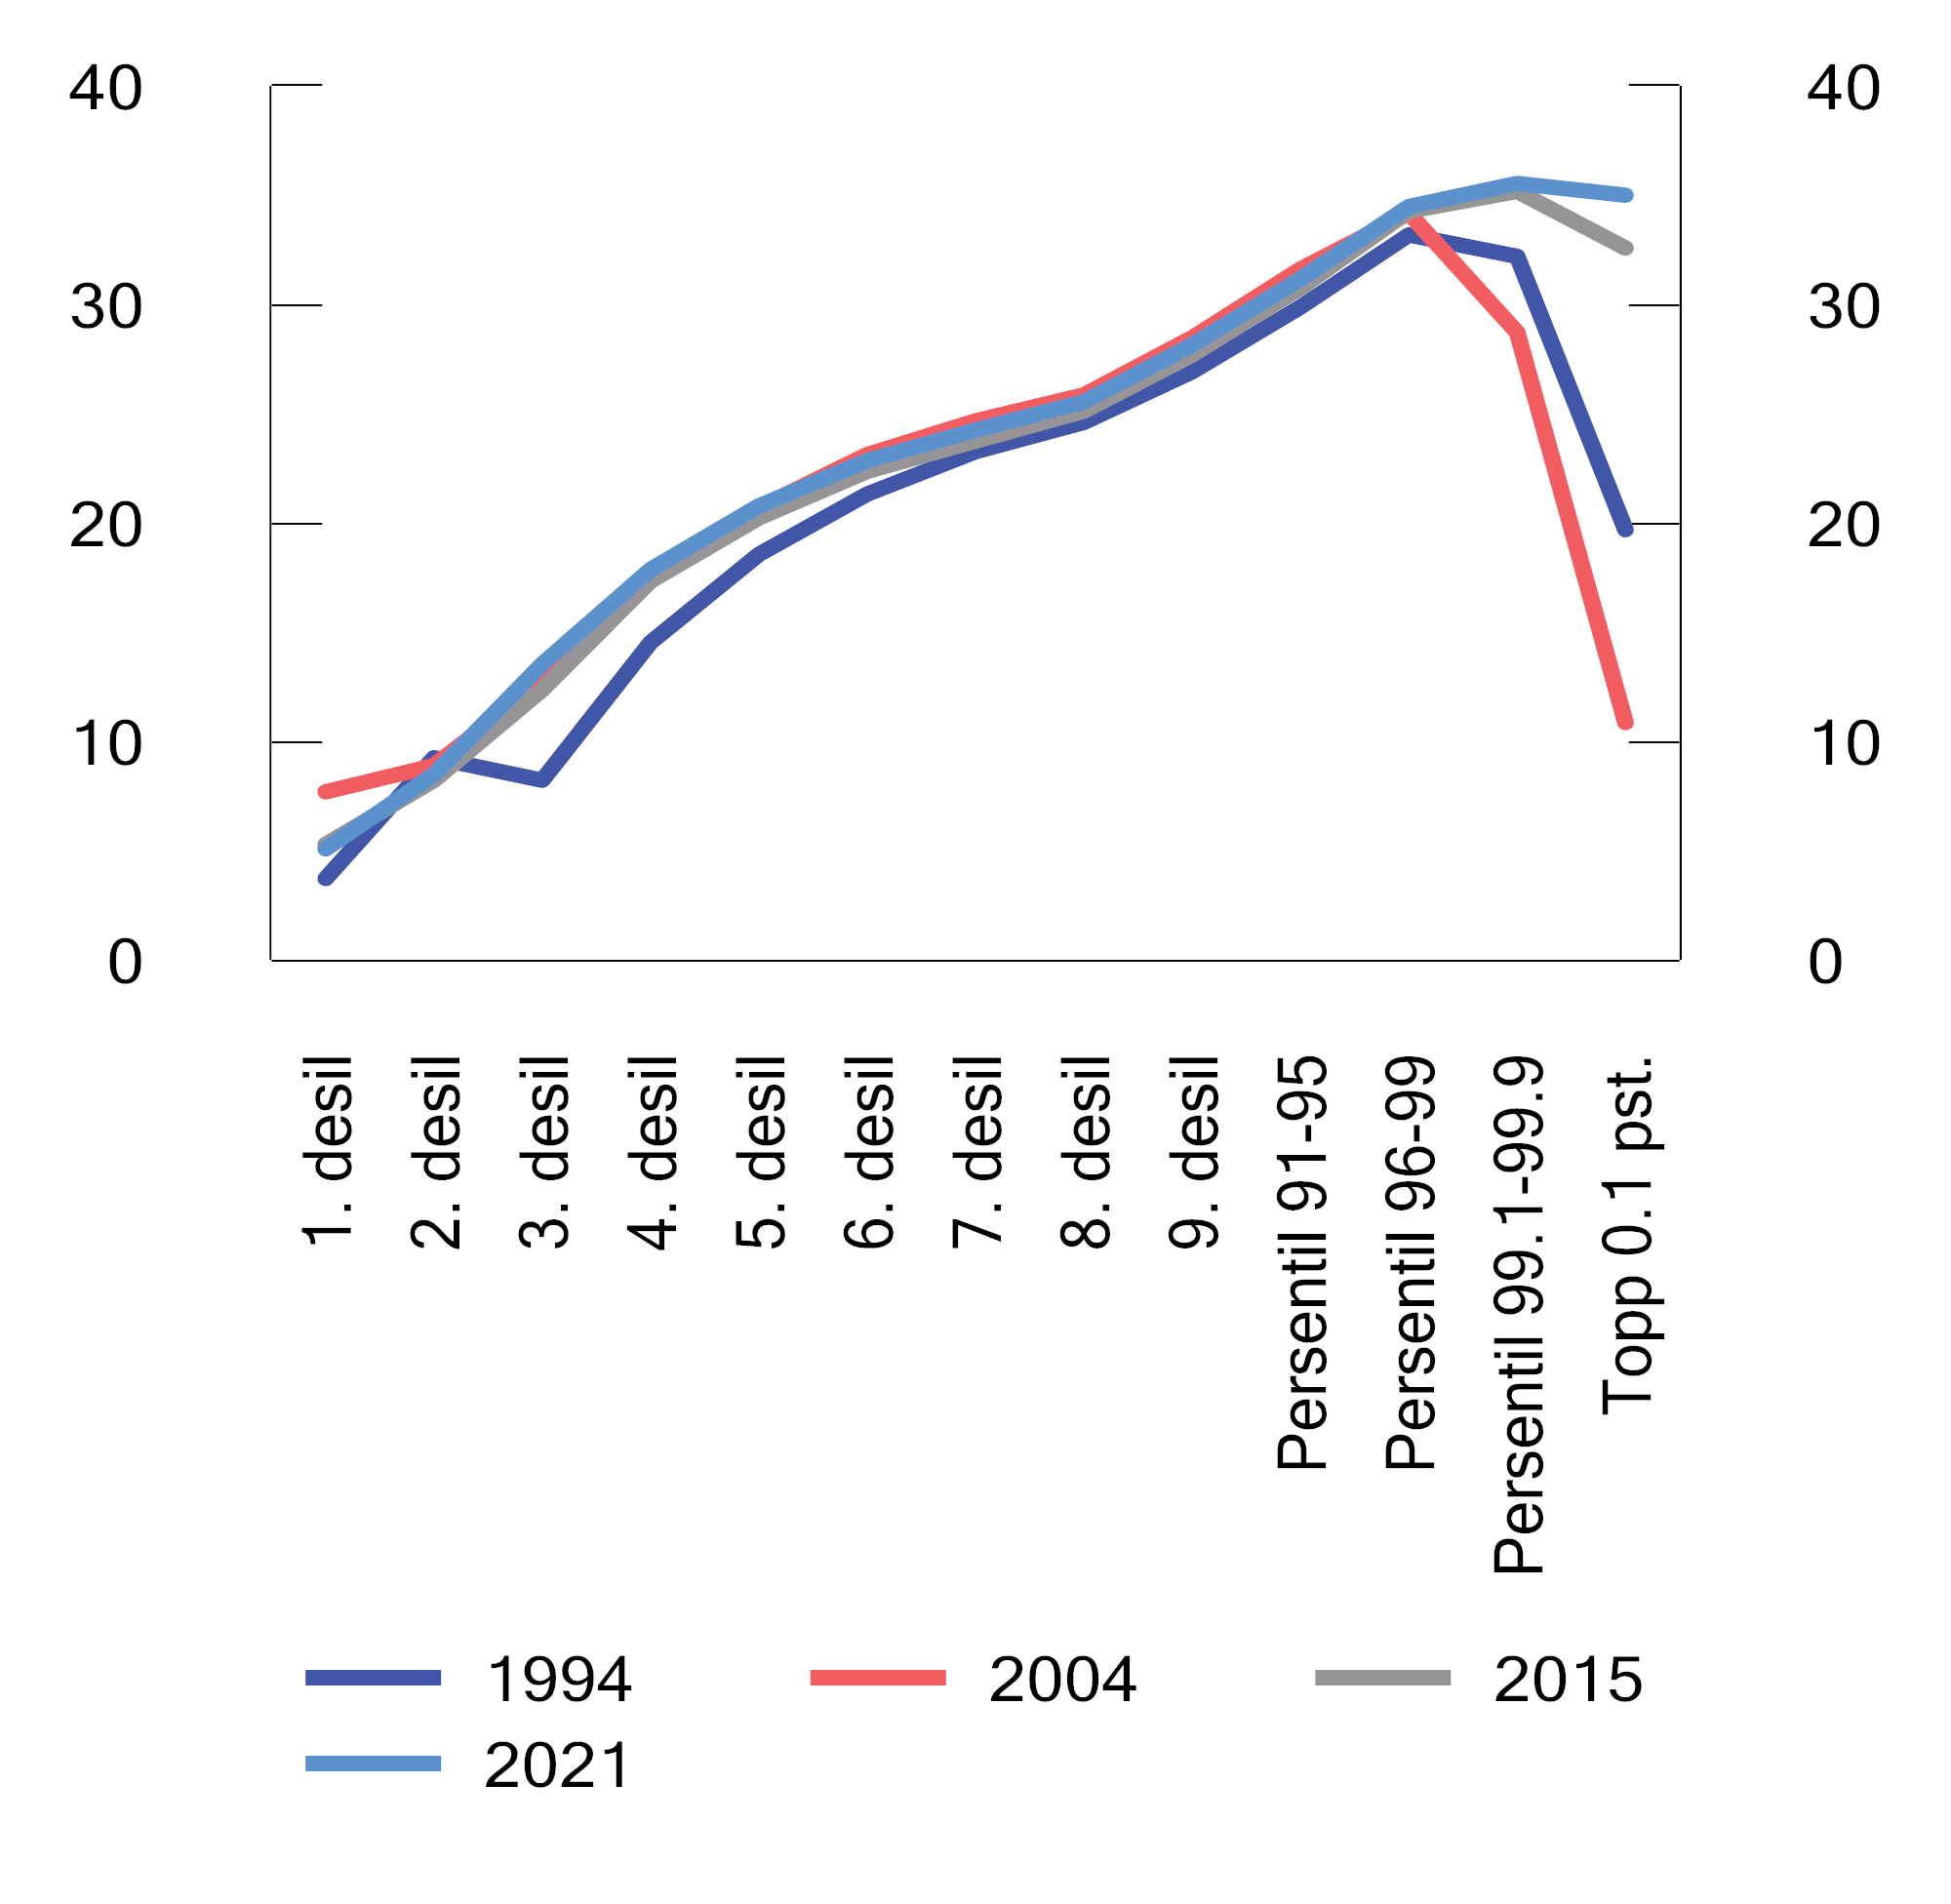 40 40
30 30
20 20
10 10
0 0
1. desil
2. desil
3. desil
4. desil
5. desil
6. desil
7. desil
8. desil
9. desil
Persentil 91-95
Persentil 96-99
Persentil 99.1-99.9
Topp 0.1 pst.
1994 2004 2015
2021